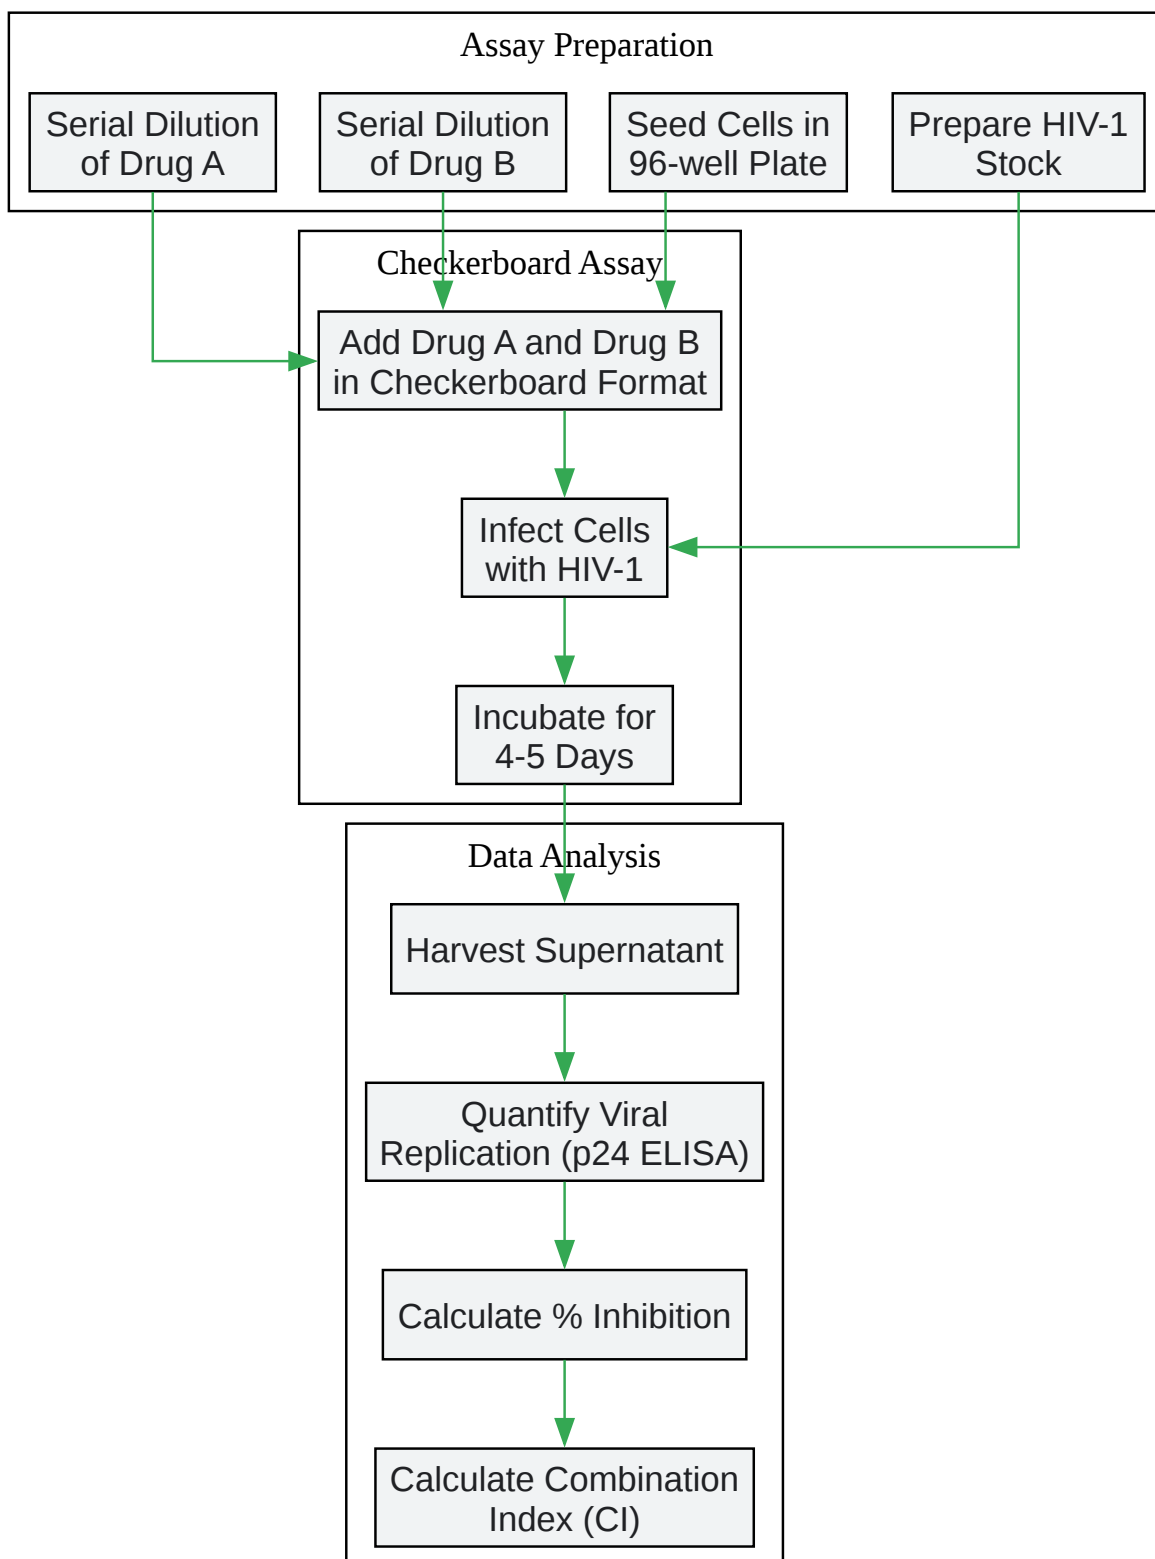 Assay Preparation
Serial Dilution
of Drug A
Serial Dilution
of Drug B
Seed Cells in
96-well Plate
Prepare HIV-1
Stock
Checkerboard Assay
Add Drug A and Drug B
in Checkerboard Format
Infect Cells
with HIV-1
Incubate for
4-5 Days
Data Analysis
Harvest Supernatant
Quantify Viral
Replication (p24 ELISA)
Calculate % Inhibition
Calculate Combination
Index (CI)